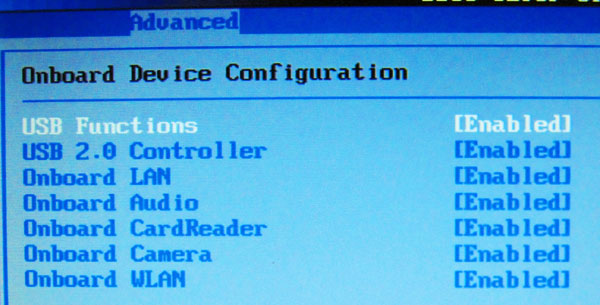 Advanced
Onboard Device Configuration
USB Functions [Enabled]
USB 2.0 Controller [Enabled]
Onboard LAN [Enabled]
Onboard Audio [Enabled]
Onboard CardReader [Enabled]
Onboard Camera [Enabled]
Onboard WLAN [Enabled]